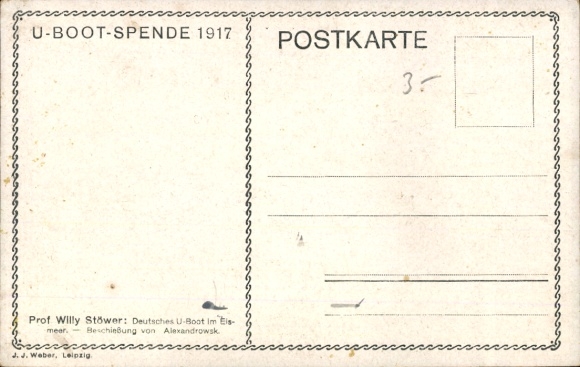 U-BOOT-SPENDE 1917
POSTKARTE
3.-
Prof Willy Stöwer: Deutsches U-Boot im Eis-
meer. — Beschießung von Alexandrowsk.
J. J. Weber, Leipzig.